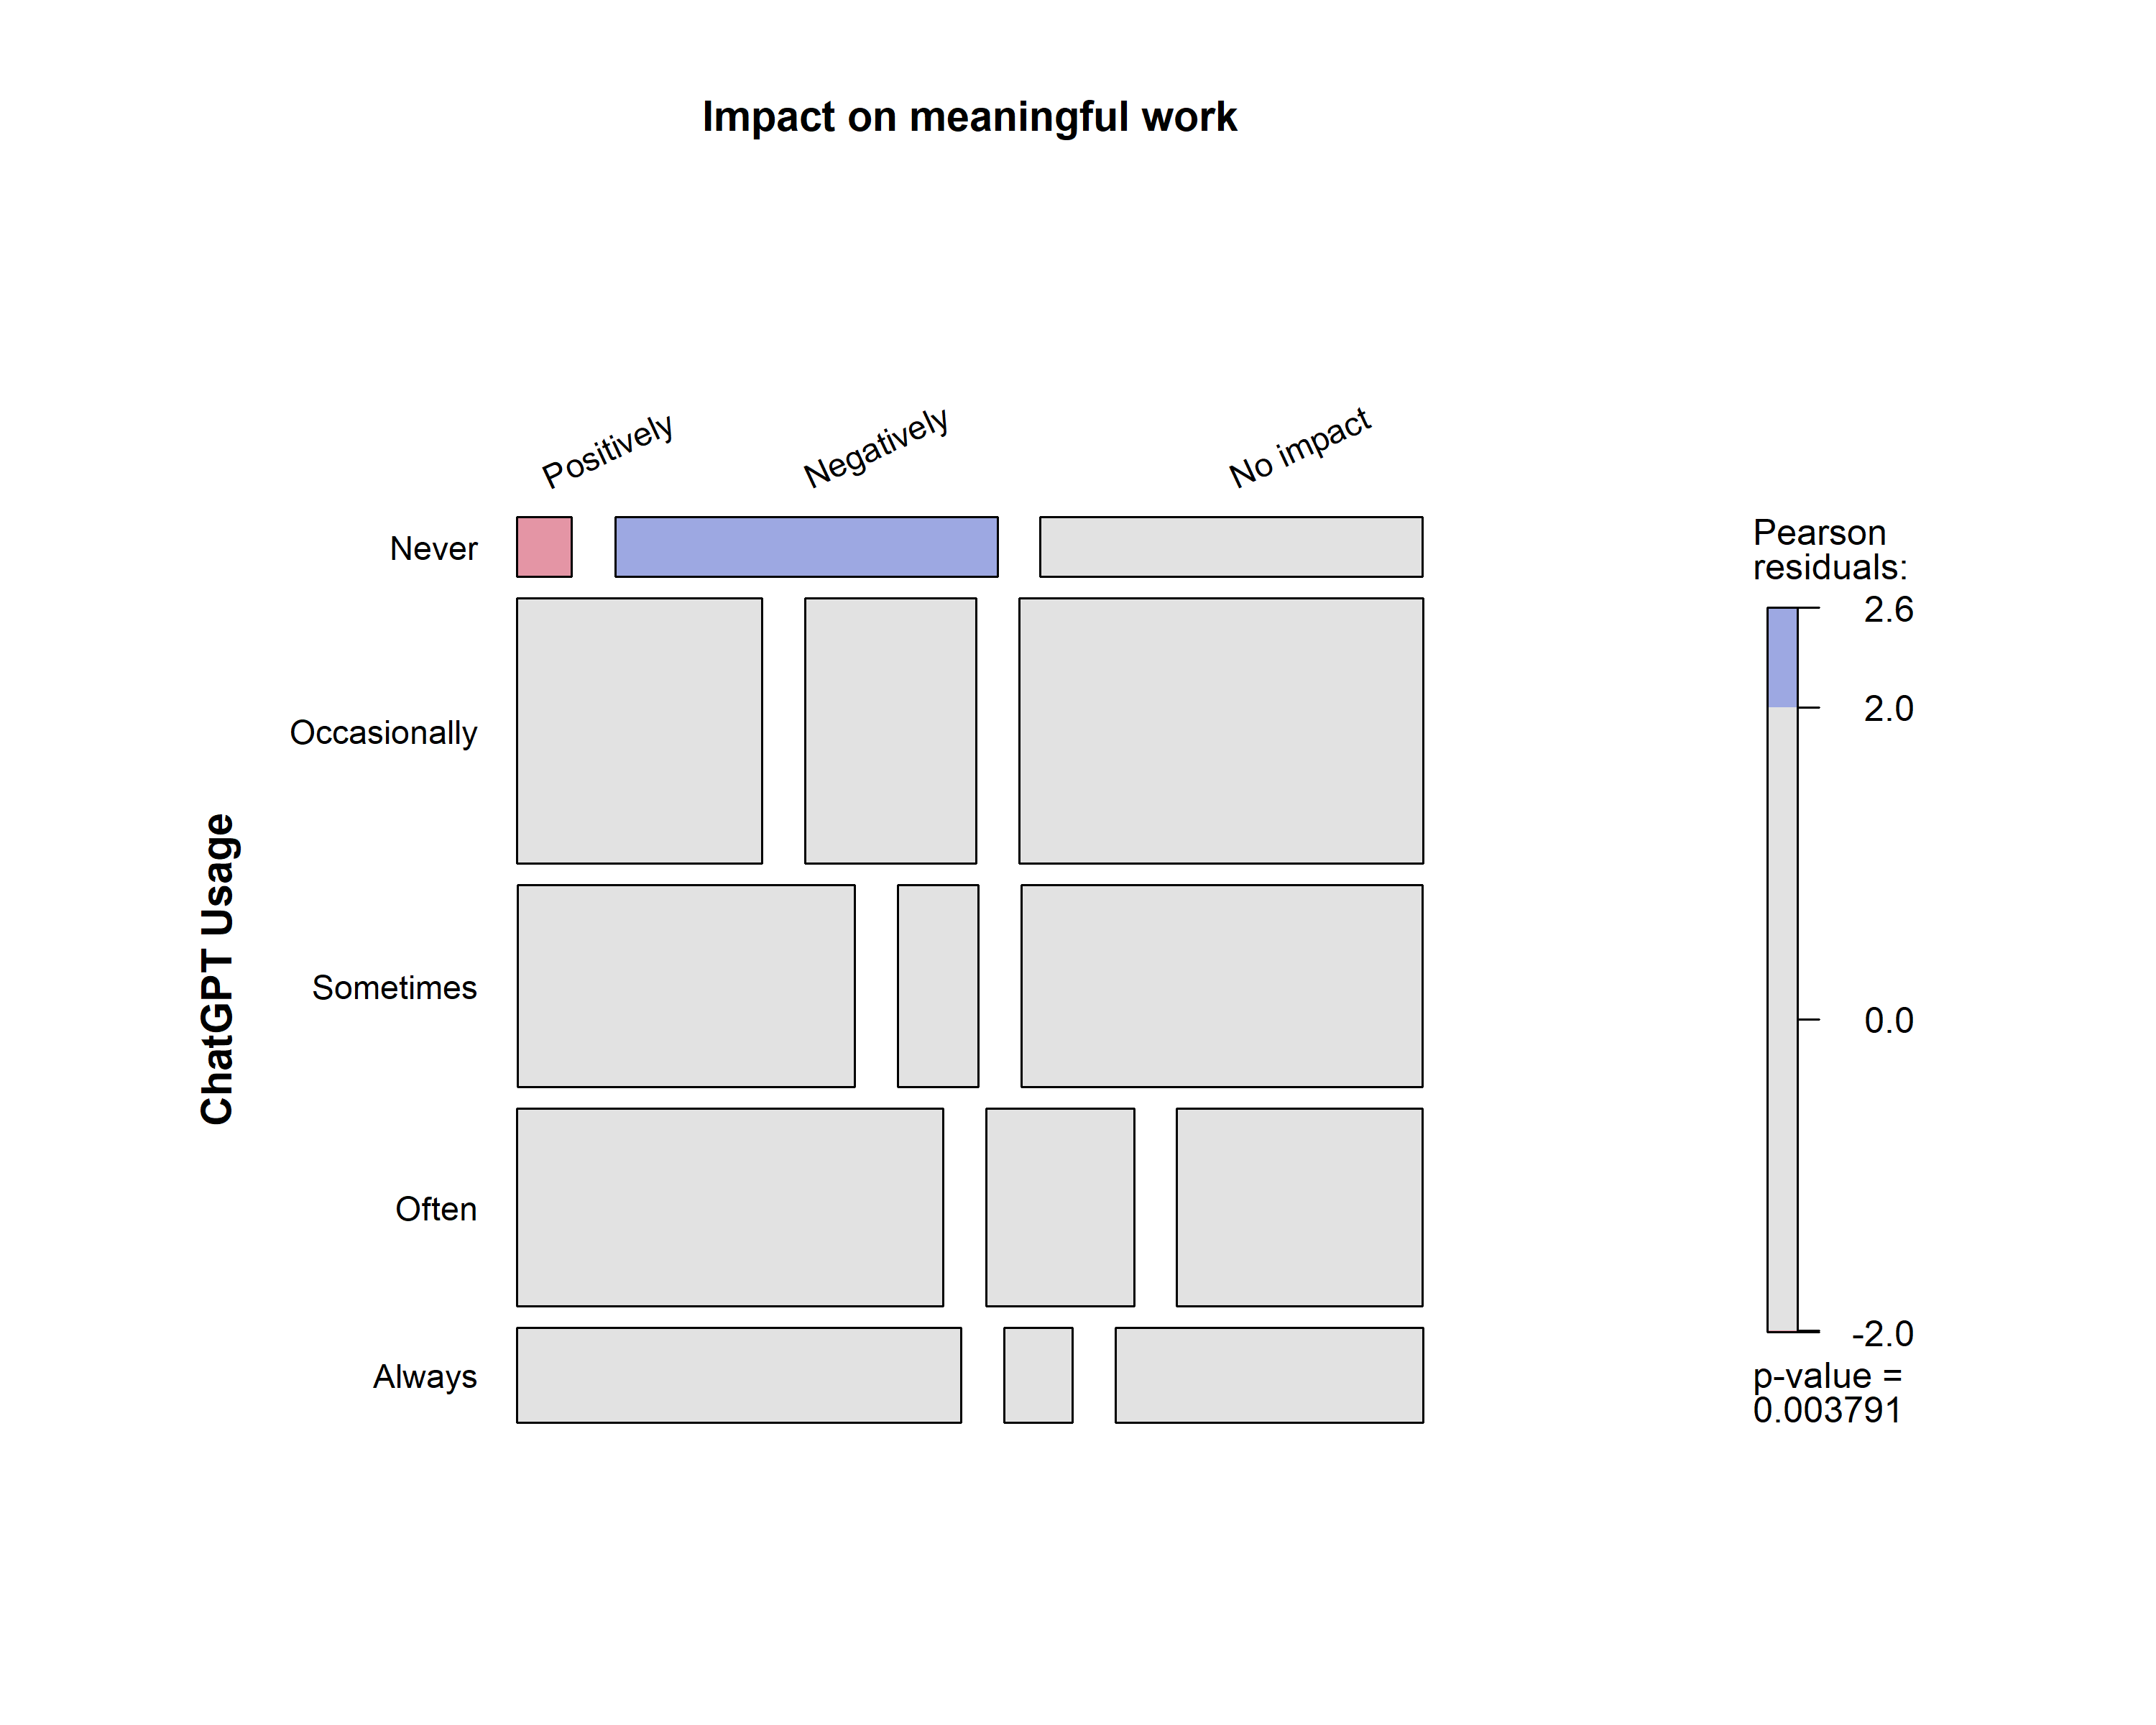 Impact on meaningful work
Positively
Negatively
No impact
ChatGPT Usage
Never
Occasionally
Sometimes
Often
Always
Pearson
residuals:
2.6
2.0
0.0
-2.0
p-value =
0.003791